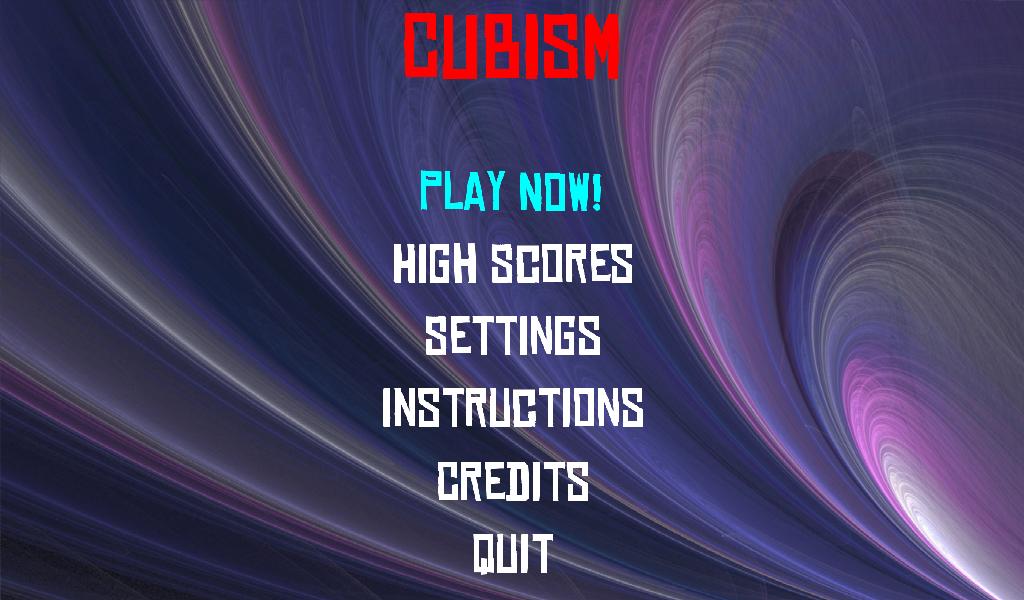 CUBISM
PLAY NOW!
HIGH SCORES
SETTINGS
INSTRUCTIONS
CREDITS
QUIT